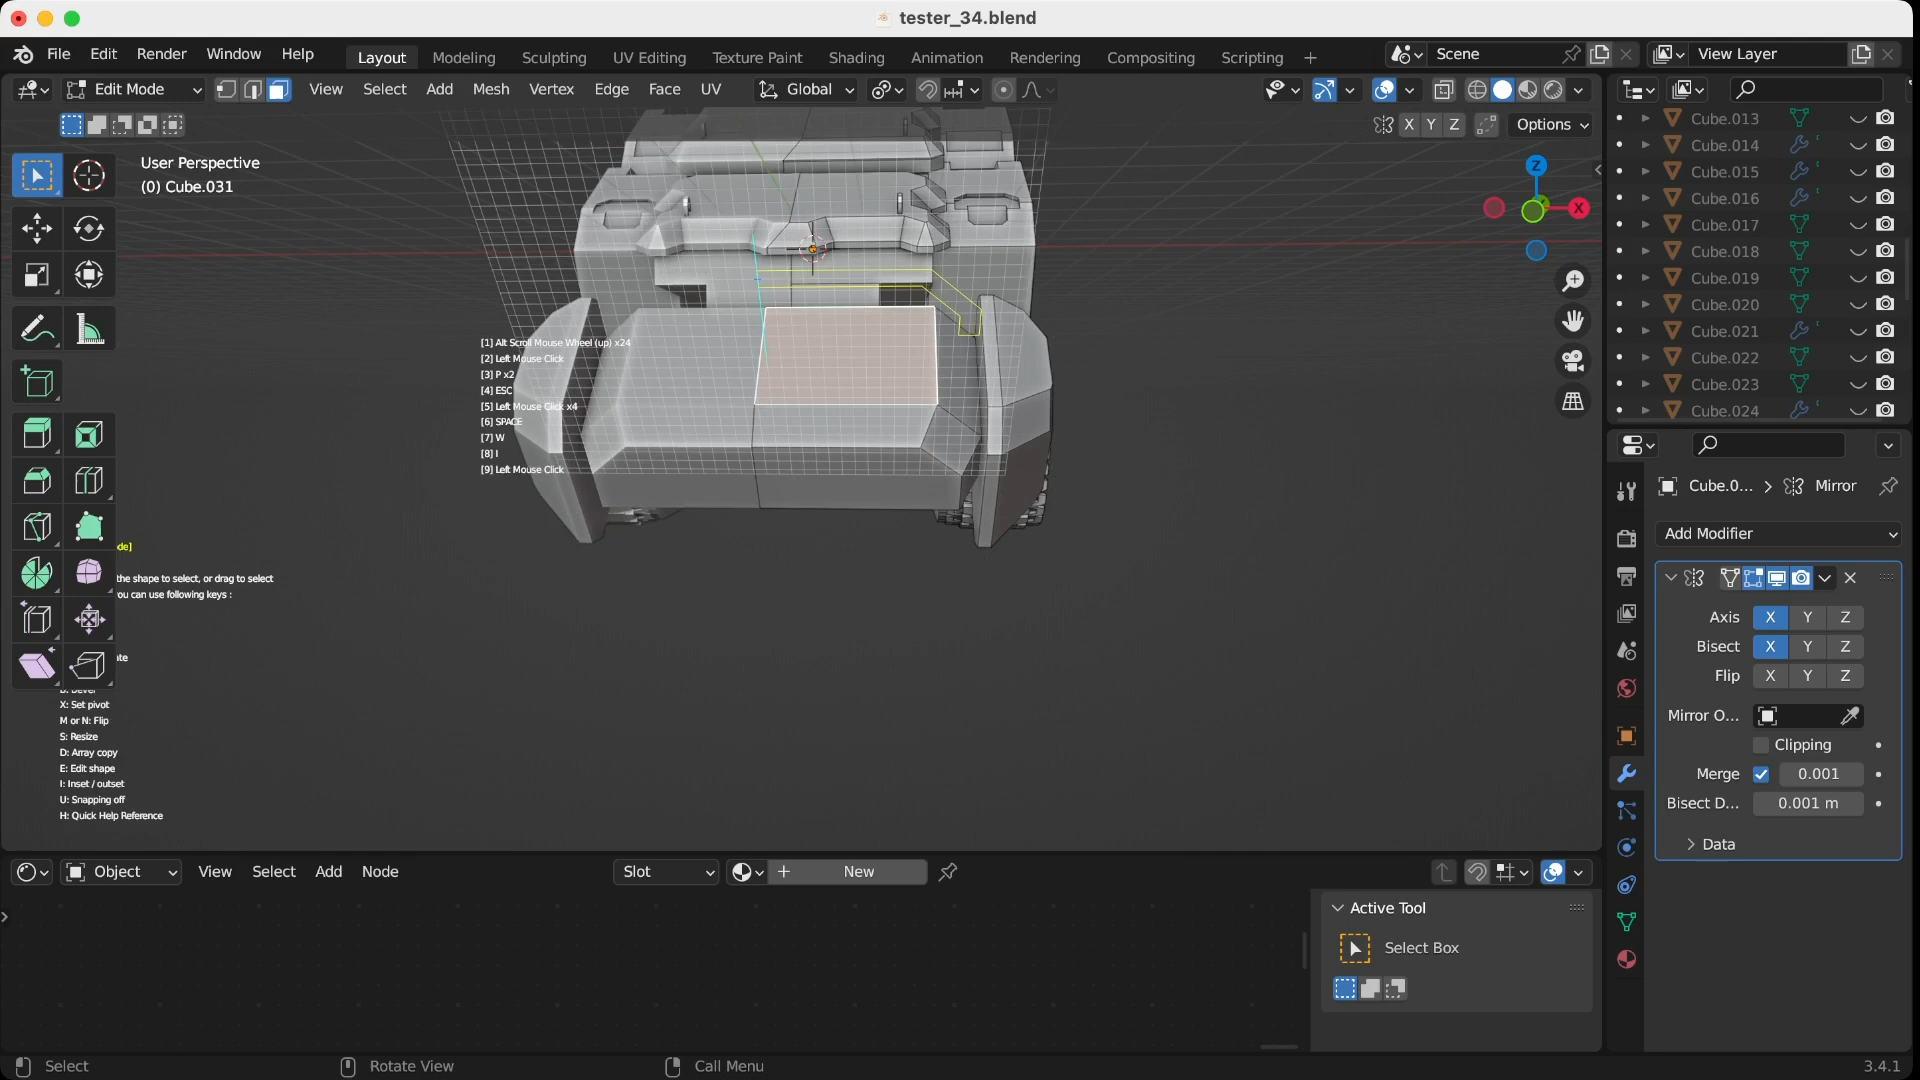 tester_34.blend
File Edit Render Window Help Layout Modeling Sculpting UV Editing Texture Paint Shading Animation Rendering Compositing Scripting + Scene View Layer
Edit Mode View Select Add Mesh Vertex Edge Face UV Global
X Y Z Options
User Perspective
(0) Cube.031
Z
X
[1] Alt Scroll Mouse Wheel (up) x24
[2] Left Mouse Click
[3] P x2
[4] ESC
[5] Left Mouse Click x4
[6] SPACE
[7] W
[8] I
[9] Left Mouse Click
de]
the shape to select, or drag to select
you can use following keys :
ate
X: Set pivot
M or N: Flip
S: Resize
D: Array copy
E: Edit shape
I: Inset / outset
U: Snapping off
H: Quick Help Reference
Cube.013
Cube.014
Cube.015
Cube.016
Cube.017
Cube.018
Cube.019
Cube.020
Cube.021
Cube.022
Cube.023
Cube.024
Cube.0... > Mirror
Add Modifier
Axis X Y Z
Bisect X Y Z
Flip X Y Z
Mirror O...
Clipping
Merge 0.001
Bisect D... 0.001 m
Data
Object View Select Add Node Slot + New
Active Tool
Select Box
Select Rotate View Call Menu 3.4.1